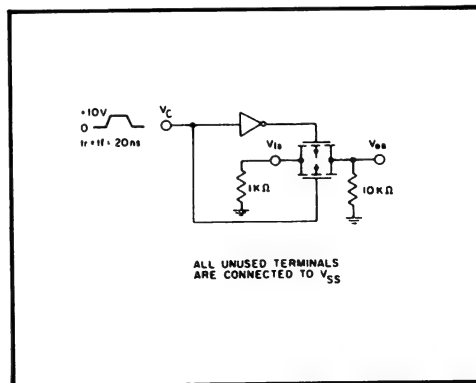 +10V
0
tr = tf = 20ns
VC
Vis
Vos
1KΩ
10KΩ
ALL UNUSED TERMINALS
ARE CONNECTED TO VSS